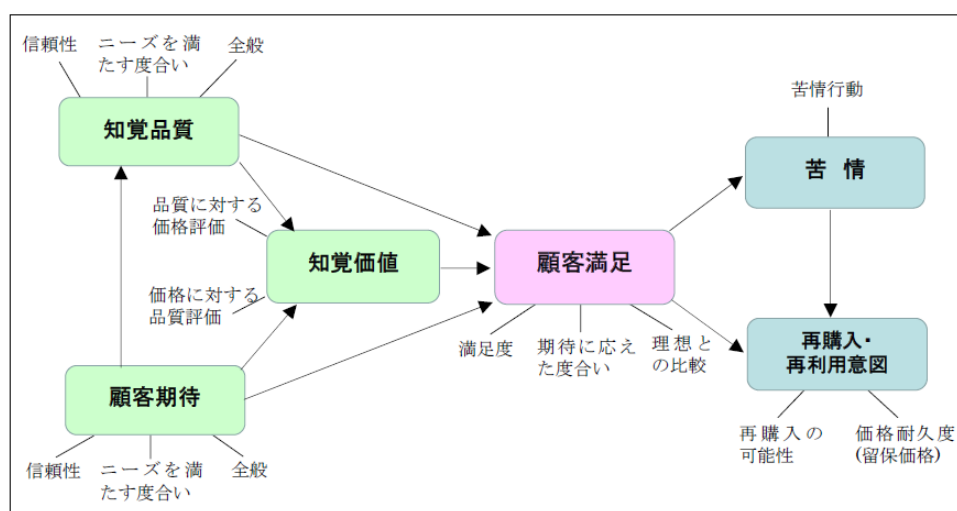 信頼性
ニーズを満
たす度合い
全般
知覚品質
品質に対する
価格評価
知覚価値
価格に対する
品質評価
顧客期待
信頼性
ニーズを満
たす度合い
全般
顧客満足
満足度
期待に応え
た度合い
理想と
の比較
苦情行動
苦 情
再購入・
再利用意図
再購入の
可能性
価格耐久度
(留保価格)